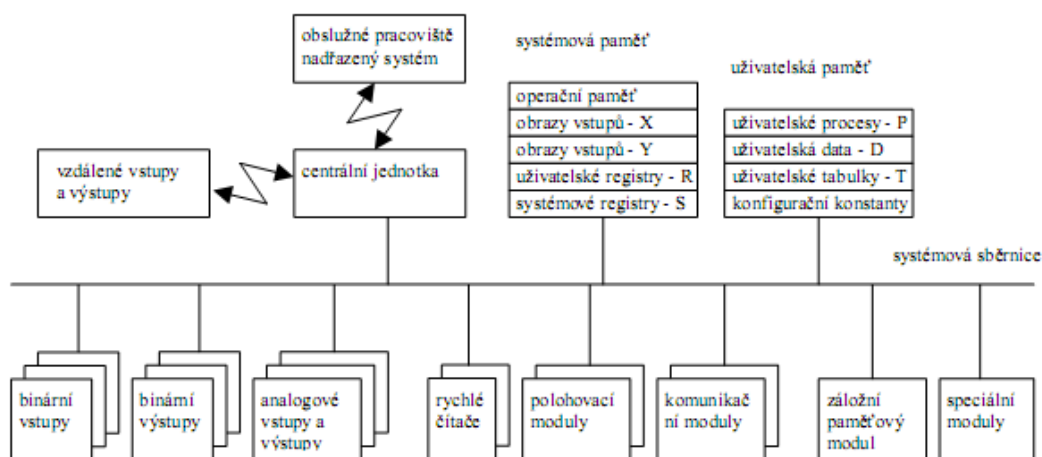 obslužné pracoviště
nadřazený systém
systémová paměť
uživatelská paměť
operační paměť
obrazy vstupů - X
obrazy vstupů - Y
uživatelské registry - R
systémové registry - S
uživatelské procesy - P
uživatelská data - D
uživatelské tabulky - T
konfigurační konstanty
vzdálené vstupy
a výstupy
centrální jednotka
systémová sběrnice
binární
vstupy
binární
výstupy
analogové
vstupy a
výstupy
rychlé
čítače
polohovací
moduly
komunikač
ní moduly
záložní
paměťový
modul
speciální
moduly